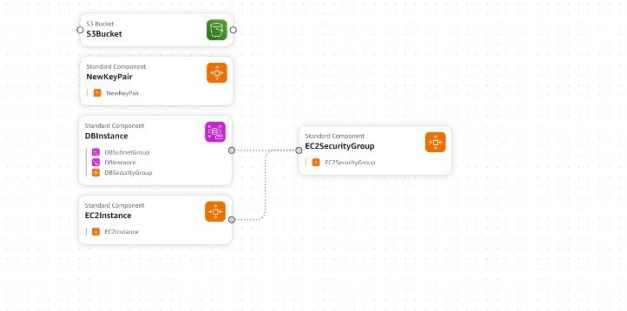 S3 Bucket
S3Bucket
Standard Component
NewKeyPair
NewKeyPair
Standard Component
DBInstance
DBSubnetGroup
DBInstance
DBSecurityGroup
Standard Component
EC2SecurityGroup
EC2SecurityGroup
Standard Component
EC2Instance
EC2Instance